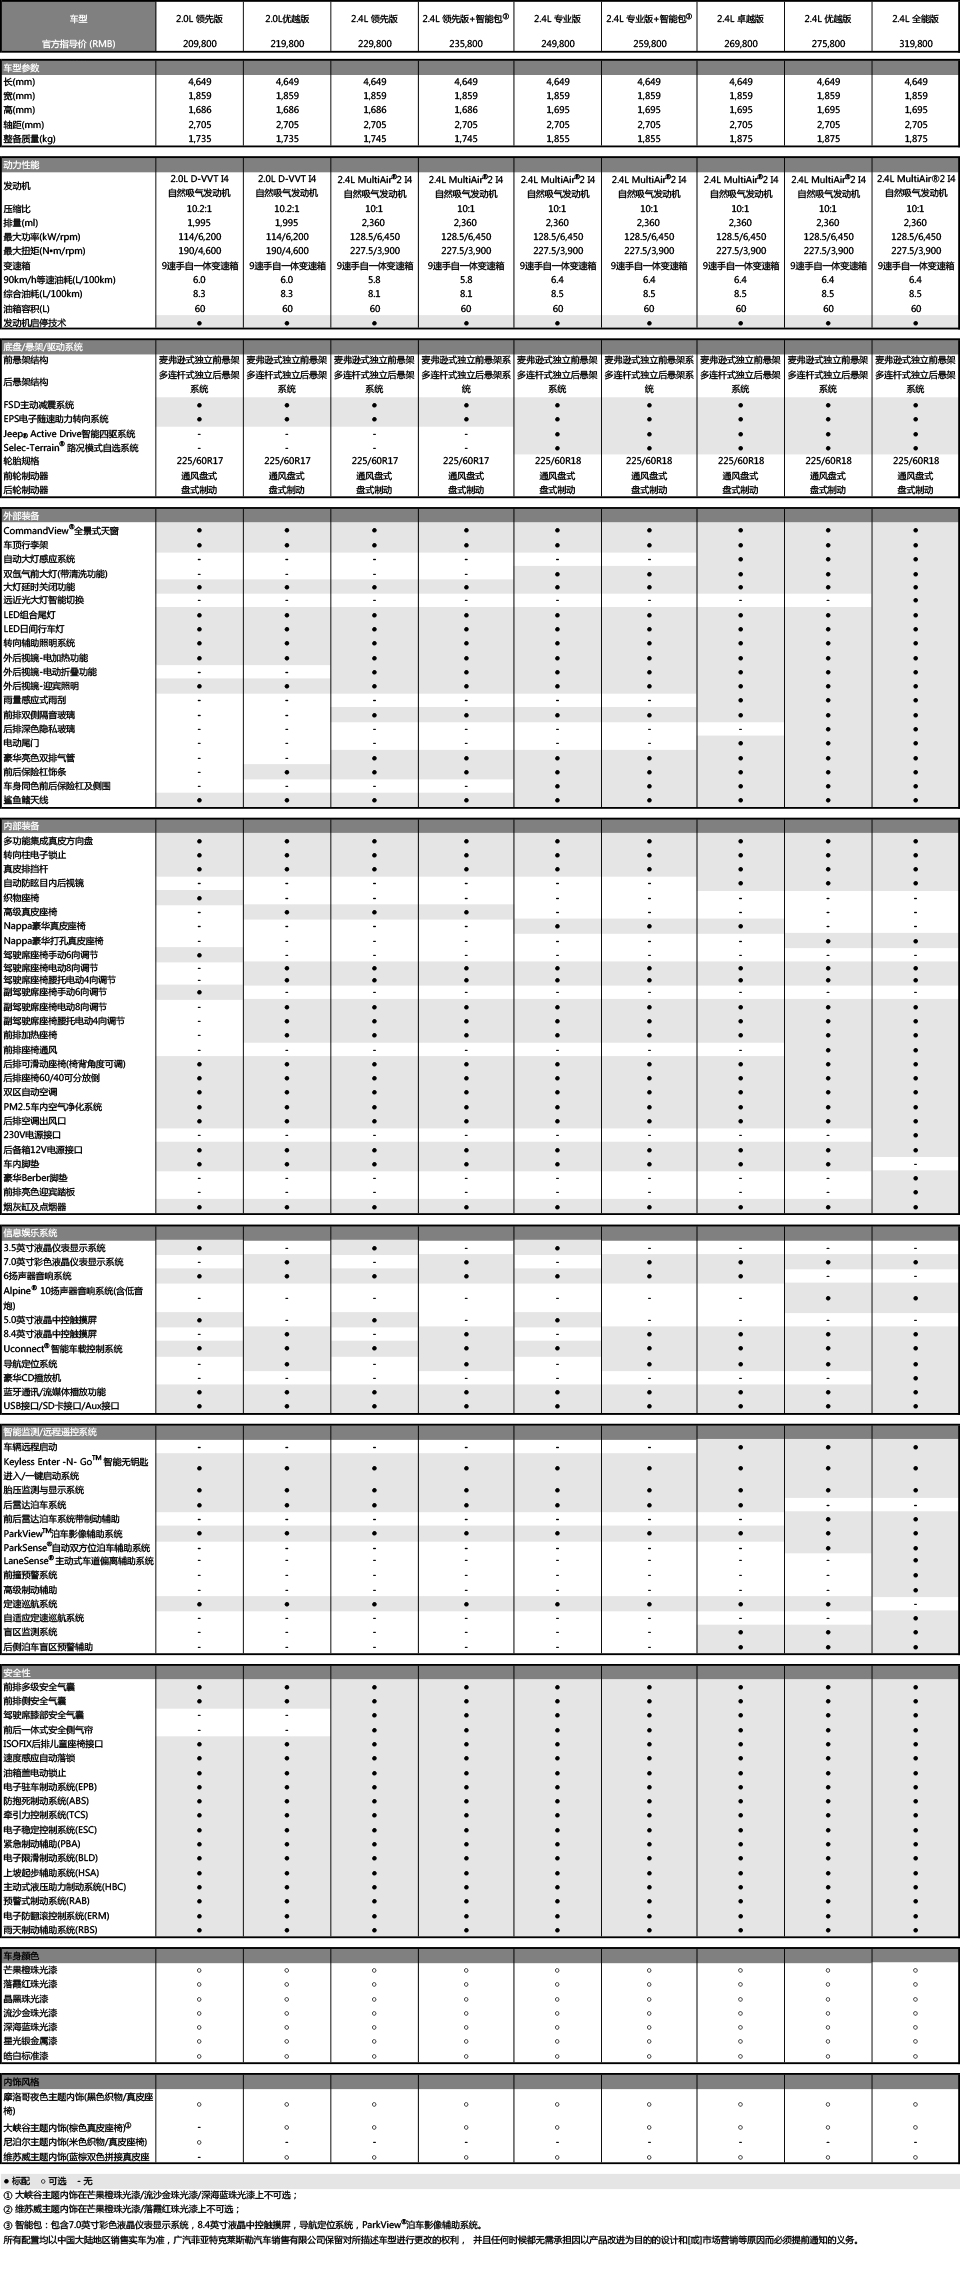 车型 2.0L 领先版 2.0L优越版 2.4L 领先版 2.4L 领先版+智能包③ 2.4L 专业版 2.4L 专业版+智能包③ 2.4L 卓越版 2.4L 优越版 2.4L 全能版
官方指导价 (RMB) 209,800 219,800 229,800 235,800 249,800 259,800 269,800 275,800 319,800
车型参数
长(mm) 4,649 4,649 4,649 4,649 4,649 4,649 4,649 4,649 4,649
宽(mm) 1,859 1,859 1,859 1,859 1,859 1,859 1,859 1,859 1,859
高(mm) 1,686 1,686 1,686 1,686 1,695 1,695 1,695 1,695 1,695
轴距(mm) 2,705 2,705 2,705 2,705 2,705 2,705 2,705 2,705 2,705
整备质量(kg) 1,735 1,735 1,745 1,745 1,855 1,855 1,875 1,875 1,875
动力性能
发动机 2.0L D-VVT I4 2.0L D-VVT I4 2.4L MultiAir®2 I4 2.4L MultiAir®2 I4 2.4L MultiAir®2 I4 2.4L MultiAir®2 I4 2.4L MultiAir®2 I4 2.4L MultiAir®2 I4 2.4L MultiAir®2 I4
自然吸气发动机 自然吸气发动机 自然吸气发动机 自然吸气发动机 自然吸气发动机 自然吸气发动机 自然吸气发动机 自然吸气发动机 自然吸气发动机
压缩比 10.2:1 10.2:1 10:1 10:1 10:1 10:1 10:1 10:1 10:1
排量(ml) 1,995 1,995 2,360 2,360 2,360 2,360 2,360 2,360 2,360
最大功率(kW/rpm) 114/6,200 114/6,200 128.5/6,450 128.5/6,450 128.5/6,450 128.5/6,450 128.5/6,450 128.5/6,450 128.5/6,450
最大扭矩(N•m/rpm) 190/4,600 190/4,600 227.5/3,900 227.5/3,900 227.5/3,900 227.5/3,900 227.5/3,900 227.5/3,900 227.5/3,900
变速箱 9速手自一体变速箱 9速手自一体变速箱 9速手自一体变速箱 9速手自一体变速箱 9速手自一体变速箱 9速手自一体变速箱 9速手自一体变速箱 9速手自一体变速箱 9速手自一体变速箱
90km/h等速油耗(L/100km) 6.0 6.0 5.8 5.8 6.4 6.4 6.4 6.4 6.4
综合油耗(L/100km) 8.3 8.3 8.1 8.1 8.5 8.5 8.5 8.5 8.5
油箱容积(L) 60 60 60 60 60 60 60 60 60
发动机启停技术 ● ● ● ● ● ● ● ● ●
底盘/悬架/驱动系统
前悬架结构 麦弗逊式独立前悬架 麦弗逊式独立前悬架 麦弗逊式独立前悬架 麦弗逊式独立前悬架系 麦弗逊式独立前悬架 麦弗逊式独立前悬架系 麦弗逊式独立前悬架 麦弗逊式独立前悬架 麦弗逊式独立前悬架
后悬架结构 多连杆式独立后悬架 多连杆式独立后悬架 多连杆式独立后悬架 多连杆式独立后悬架系 多连杆式独立后悬架 多连杆式独立后悬架系 多连杆式独立后悬架 多连杆式独立后悬架 多连杆式独立后悬架
系统 系统 系统 统 系统 统 系统 系统 系统
FSD主动减震系统 ● ● ● ● ● ● ● ● ●
EPS电子随速助力转向系统 ● ● ● ● ● ● ● ● ●
Jeep® Active Drive智能四驱系统 - - - - ● ● ● ● ●
Selec-Terrain® 路况模式自选系统 - - - - ● ● ● ● ●
轮胎规格 225/60R17 225/60R17 225/60R17 225/60R17 225/60R18 225/60R18 225/60R18 225/60R18 225/60R18
前轮制动器 通风盘式 通风盘式 通风盘式 通风盘式 通风盘式 通风盘式 通风盘式 通风盘式 通风盘式
后轮制动器 盘式制动 盘式制动 盘式制动 盘式制动 盘式制动 盘式制动 盘式制动 盘式制动 盘式制动
外部装备
CommandView®全景式天窗 ● ● ● ● ● ● ● ● ●
车顶行李架 ● ● ● ● ● ● ● ● ●
自动大灯感应系统 - - - - - - ● ● ●
双氙气前大灯(带清洗功能) - - - - ● ● ● ● ●
大灯延时关闭功能 ● ● ● ● ● ● ● ● ●
远近光大灯智能切换 - - - - - - - - ●
LED组合尾灯 ● ● ● ● ● ● ● ● ●
LED日间行车灯 ● ● ● ● ● ● ● ● ●
转向辅助照明系统 ● ● ● ● ● ● ● ● ●
外后视镜-电加热功能 ● ● ● ● ● ● ● ● ●
外后视镜-电动折叠功能 - - ● ● ● ● ● ● ●
外后视镜-迎宾照明 ● ● ● ● ● ● ● ● ●
雨量感应式雨刮 - - - - - - ● ● ●
前排双侧隔音玻璃 - - ● ● ● ● ● ● ●
后排深色隐私玻璃 - - - - - - - ● ●
电动尾门 - - - - - - ● ● ●
豪华亮色双排气管 - - ● ● ● ● ● ● ●
前后保险杠饰条 - ● ● ● ● ● ● ● ●
车身同色前后保险杠及侧围 - - - - ● ● ● ● ●
鲨鱼鳍天线 ● ● ● ● ● ● ● ● ●
内部装备
多功能集成真皮方向盘 ● ● ● ● ● ● ● ● ●
转向柱电子锁止 ● ● ● ● ● ● ● ● ●
真皮排挡杆 ● ● ● ● ● ● ● ● ●
自动防眩目内后视镜 - - - - - - ● ● ●
织物座椅 ● - - - - - - - -
高级真皮座椅 - ● ● ● - - - - -
Nappa豪华真皮座椅 - - - - ● ● ● - -
Nappa豪华打孔真皮座椅 - - - - - - - ● ●
驾驶席座椅手动6向调节 ● - - - - - - - -
驾驶席座椅电动8向调节 - ● ● ● ● ● ● ● ●
驾驶席座椅腰托电动4向调节 - ● ● ● ● ● ● ● ●
副驾驶席座椅手动6向调节 ● - - - - - - - -
副驾驶席座椅电动8向调节 - ● ● ● ● ● ● ● ●
副驾驶席座椅腰托电动4向调节 - ● ● ● ● ● ● ● ●
前排加热座椅 - ● ● ● ● ● ● ● ●
前排座椅通风 - - - - - - - ● ●
后排可滑动座椅(椅背角度可调) ● ● ● ● ● ● ● ● ●
后排座椅60/40可分放倒 ● ● ● ● ● ● ● ● ●
双区自动空调 ● ● ● ● ● ● ● ● ●
PM2.5车内空气净化系统 ● ● ● ● ● ● ● ● ●
后排空调出风口 ● ● ● ● ● ● ● ● ●
230V电源接口 - - - - - - - - ●
后备箱12V电源接口 ● ● ● ● ● ● ● ● ●
车内脚垫 ● ● ● ● ● ● ● ● -
豪华Berber脚垫 - - - - - - - - ●
前排亮色迎宾踏板 - - - - - - - - ●
烟灰缸及点烟器 ● ● ● ● ● ● ● ● ●
信息娱乐系统
3.5英寸液晶仪表显示系统 ● - ● - ● - - - -
7.0英寸彩色液晶仪表显示系统 - ● - ● - ● ● ● ●
6扬声器音响系统 ● ● ● ● ● ● ● - -
Alpine® 10扬声器音响系统(含低音
炮) - - - - - - - ● ●
5.0英寸液晶中控触摸屏 ● - ● - ● - - - -
8.4英寸液晶中控触摸屏 - ● - ● - ● ● ● ●
Uconnect®智能车载控制系统 ● ● ● ● ● ● ● ● ●
导航定位系统 - ● - ● - ● ● ● ●
豪华CD播放机 - - - - - - - - ●
蓝牙通讯/流媒体播放功能 ● ● ● ● ● ● ● ● ●
USB接口/SD卡接口/Aux接口 ● ● ● ● ● ● ● ● ●
智能监测/远程遥控系统
车辆远程启动 - - - - - - ● ● ●
Keyless Enter -N- Go™ 智能无钥匙
进入/一键启动系统 ● ● ● ● ● ● ● ● ●
胎压监测与显示系统 ● ● ● ● ● ● ● ● ●
后雷达泊车系统 ● ● ● ● ● ● ● - -
前后雷达泊车系统带制动辅助 - - - - - - - ● ●
ParkView™泊车影像辅助系统 ● ● ● ● ● ● ● ● ●
ParkSense®自动双方位泊车辅助系统 - - - - - - - ● ●
LaneSense® 主动式车道偏离辅助系统 - - - - - - - - ●
前撞预警系统 - - - - - - - - ●
高级制动辅助 - - - - - - - - ●
定速巡航系统 ● ● ● ● ● ● ● ● -
自适应定速巡航系统 - - - - - - - - ●
盲区监测系统 - - - - - - ● ● ●
后侧泊车盲区预警辅助 - - - - - - ● ● ●
安全性
前排多级安全气囊 ● ● ● ● ● ● ● ● ●
前排侧安全气囊 ● ● ● ● ● ● ● ● ●
驾驶席膝部安全气囊 - - ● ● ● ● ● ● ●
前后一体式安全侧气帘 - - ● ● ● ● ● ● ●
ISOFIX后排儿童座椅接口 ● ● ● ● ● ● ● ● ●
速度感应自动落锁 ● ● ● ● ● ● ● ● ●
油箱盖电动锁止 ● ● ● ● ● ● ● ● ●
电子驻车制动系统(EPB) ● ● ● ● ● ● ● ● ●
防抱死制动系统(ABS) ● ● ● ● ● ● ● ● ●
牵引力控制系统(TCS) ● ● ● ● ● ● ● ● ●
电子稳定控制系统(ESC) ● ● ● ● ● ● ● ● ●
紧急制动辅助(PBA) ● ● ● ● ● ● ● ● ●
电子限滑制动系统(BLD) ● ● ● ● ● ● ● ● ●
上坡起步辅助系统(HSA) ● ● ● ● ● ● ● ● ●
主动式液压助力制动系统(HBC) ● ● ● ● ● ● ● ● ●
预警式制动系统(RAB) ● ● ● ● ● ● ● ● ●
电子防翻滚控制系统(ERM) ● ● ● ● ● ● ● ● ●
雨天制动辅助系统(RBS) ● ● ● ● ● ● ● ● ●
车身颜色
芒果橙珠光漆 ○ ○ ○ ○ ○ ○ ○ ○ ○
落霞红珠光漆 ○ ○ ○ ○ ○ ○ ○ ○ ○
晶黑珠光漆 ○ ○ ○ ○ ○ ○ ○ ○ ○
流沙金珠光漆 ○ ○ ○ ○ ○ ○ ○ ○ ○
深海蓝珠光漆 ○ ○ ○ ○ ○ ○ ○ ○ ○
星光银金属漆 ○ ○ ○ ○ ○ ○ ○ ○ ○
皓白标准漆 ○ ○ ○ ○ ○ ○ ○ ○ ○
内饰风格
摩洛哥夜色主题内饰(黑色织物/真皮座
椅) ○ ○ ○ ○ ○ ○ ○ ○ ○
大峡谷主题内饰(棕色真皮座椅)① - ○ ○ ○ ○ ○ ○ ○ ○
尼泊尔主题内饰(米色织物/真皮座椅) ○ - - - - - - - -
维苏威主题内饰(蓝棕双色拼接真皮座 - ○ ○ ○ ○ ○ ○ ○ ○
● 标配 ○ 可选 - 无
① 大峡谷主题内饰在芒果橙珠光漆/流沙金珠光漆/深海蓝珠光漆上不可选；
② 维苏威主题内饰在芒果橙珠光漆/落霞红珠光漆上不可选；
③ 智能包：包含7.0英寸彩色液晶仪表显示系统，8.4英寸液晶中控触摸屏，导航定位系统，ParkView®泊车影像辅助系统。
所有配置均以中国大陆地区销售实车为准，广汽菲亚特克莱斯勒汽车销售有限公司保留对所描述车型进行更改的权利， 并且任何时候都无需承担因以产品改进为目的的设计和[或]市场营销等原因而必须提前通知的义务。